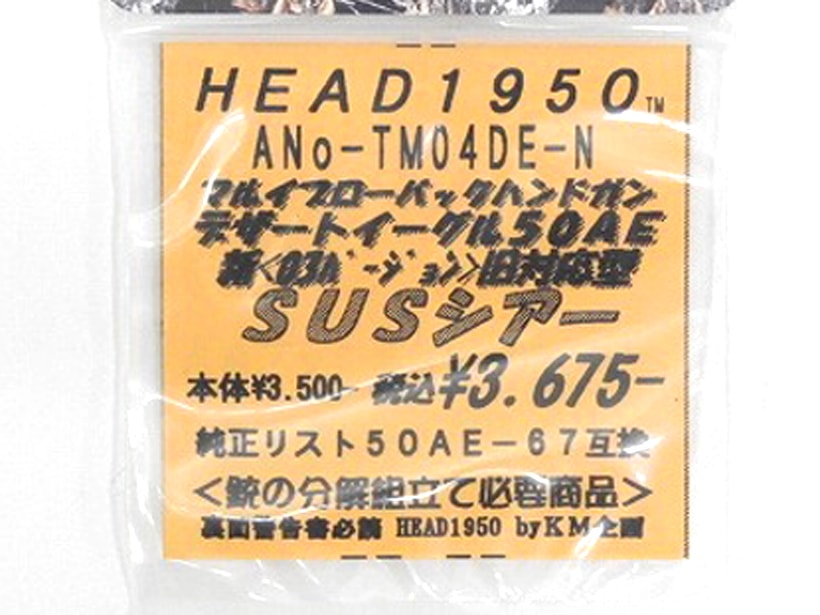 HEAD1950™
ANo-TM04DE-N
マルイブローバックハンドガン
デザートイーグル50AE
新<03ﾊﾞｰｼﾞｮﾝ>旧対応型
SUSシアー
本体¥3.500- 税込¥3.675-
純正リスト50AE-67互換
<銃の分解組立て必要商品>
裏面警告書必読 HEAD1950 byKM企画